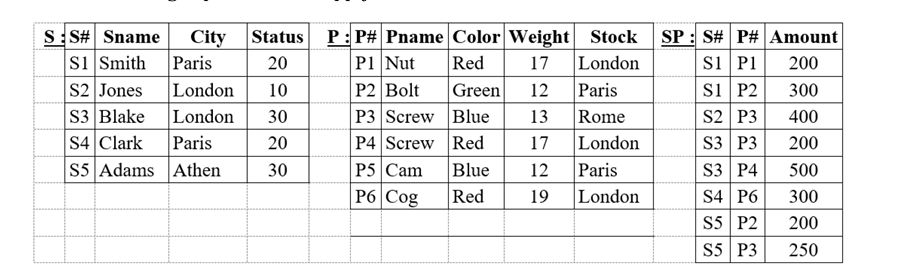 S : S# Sname City Status P : P# Pname Color Weight Stock SP : S# P# Amount
S1 Smith Paris 20 P1 Nut Red 17 London S1 P1 200
S2 Jones London 10 P2 Bolt Green 12 Paris S1 P2 300
S3 Blake London 30 P3 Screw Blue 13 Rome S2 P3 400
S4 Clark Paris 20 P4 Screw Red 17 London S3 P3 200
S5 Adams Athen 30 P5 Cam Blue 12 Paris S3 P4 500
P6 Cog Red 19 London S4 P6 300
S5 P2 200
S5 P3 250